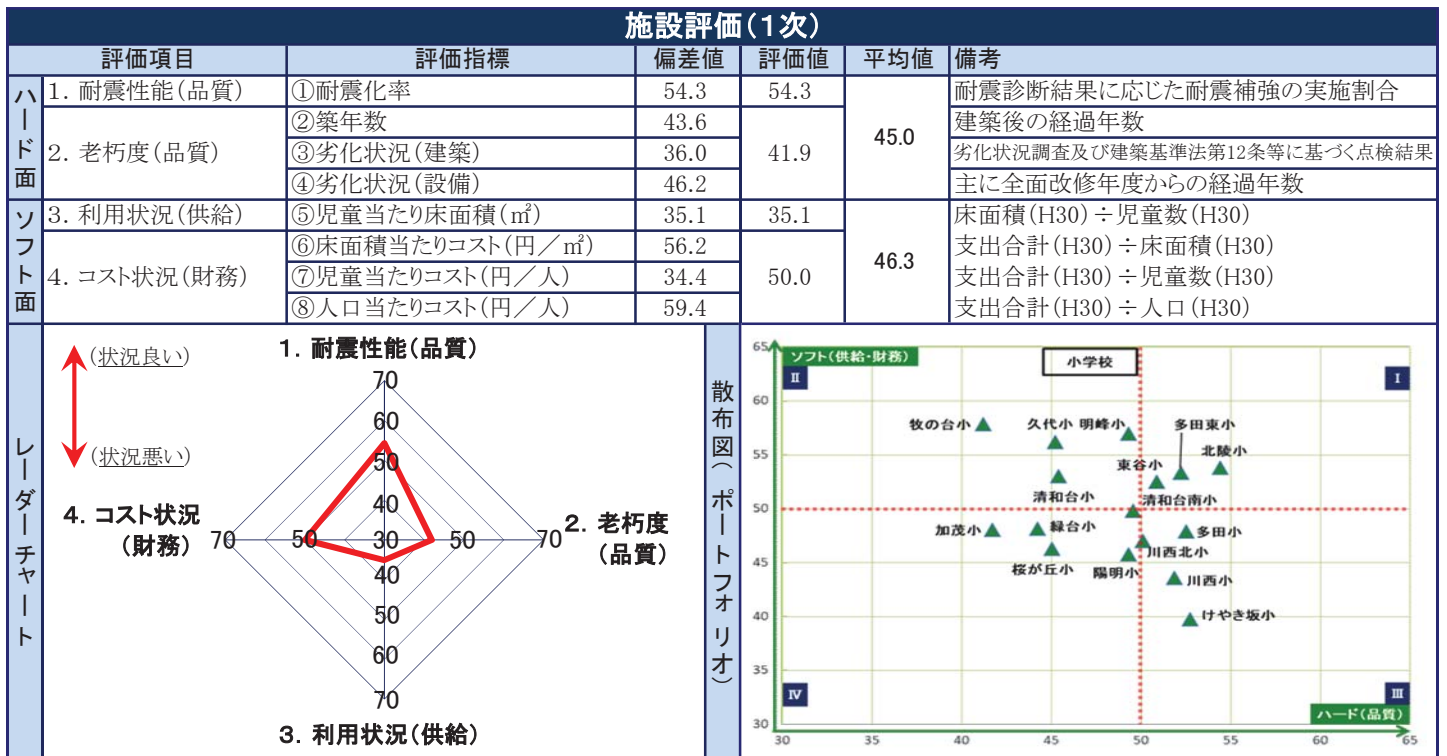 施設評価(1次)
評価項目 評価指標 偏差値 評価値 平均値 備考
ハード面
1. 耐震性能(品質) ①耐震化率 54.3 54.3 45.0 耐震診断結果に応じた耐震補強の実施割合
2. 老朽度(品質) ②築年数 43.6 41.9 建築後の経過年数
③劣化状況(建築) 36.0 劣化状況調査及び建築基準法第12条等に基づく点検結果
④劣化状況(設備) 46.2 主に全面改修年度からの経過年数
ソフト面
3. 利用状況(供給) ⑤児童当たり床面積(㎡) 35.1 35.1 46.3 床面積(H30)÷児童数(H30)
4. コスト状況(財務) ⑥床面積当たりコスト(円/㎡) 56.2 50.0 支出合計(H30)÷床面積(H30)
⑦児童当たりコスト(円/人) 34.4 支出合計(H30)÷児童数(H30)
⑧人口当たりコスト(円/人) 59.4 支出合計(H30)÷人口(H30)
レーダーチャート
(状況良い)
(状況悪い)
1. 耐震性能(品質)
70
60
50
40
4. コスト状況
(財務)
70 50 30 50 70
2. 老朽度
(品質)
40
50
60
70
3. 利用状況(供給)
散布図(ポートフォリオ)
65
ソフト(供給・財務)
小学校
II
I
60
牧の台小
久代小
明峰小
多田東小
北陵小
東谷小
55
清和台小
清和台南小
50
加茂小
緑台小
多田小
川西北小
45
桜が丘小
陽明小
川西小
40
けやき坂小
35
IV
III
ハード(品質)
30
30 35 40 45 50 55 60 65